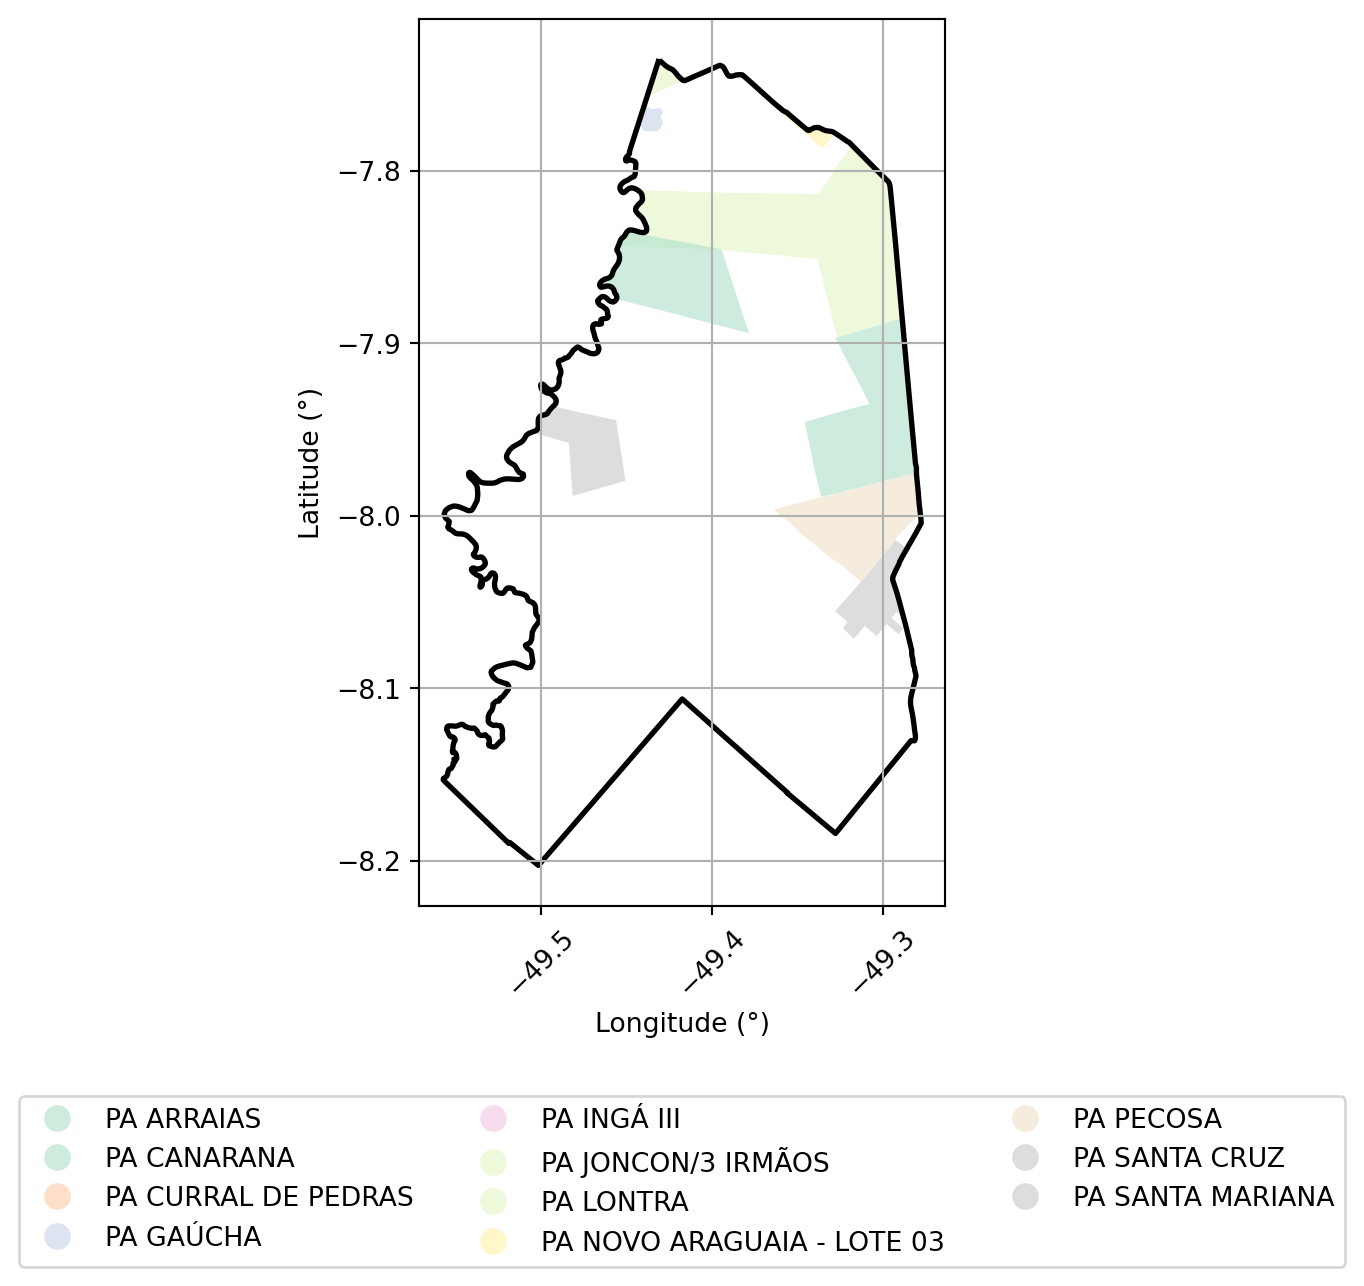 −7.8
−7.9
−8.0
−8.1
−8.2
Latitude (°)
−49.5
−49.4
−49.3
Longitude (°)
PA ARRAIAS
PA CANARANA
PA CURRAL DE PEDRAS
PA GAÚCHA
PA INGÁ III
PA JONCON/3 IRMÃOS
PA LONTRA
PA NOVO ARAGUAIA - LOTE 03
PA PECOSA
PA SANTA CRUZ
PA SANTA MARIANA